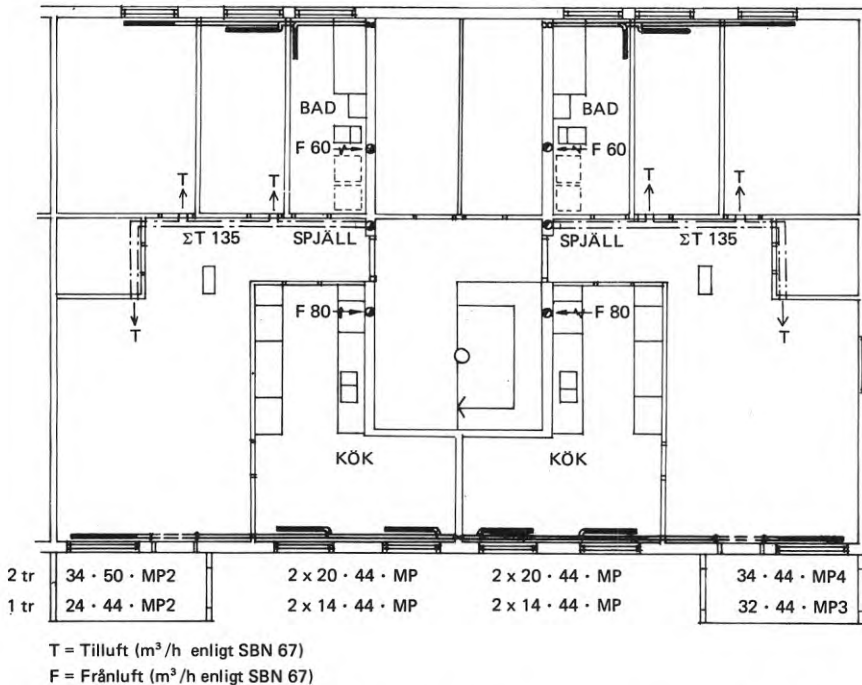 BAD BAD
F 60 F 60
T T T T
ΣT 135 SPJÄLL SPJÄLL ΣT 135
F 80 F 80
T T
KÖK KÖK
2 tr 34 · 50 · MP2 2 x 20 · 44 · MP 2 x 20 · 44 · MP 34 · 44 · MP4
1 tr 24 · 44 · MP2 2 x 14 · 44 · MP 2 x 14 · 44 · MP 32 · 44 · MP3
T = Tilluft (m³/h enligt SBN 67)
F = Frånluft (m³/h enligt SBN 67)